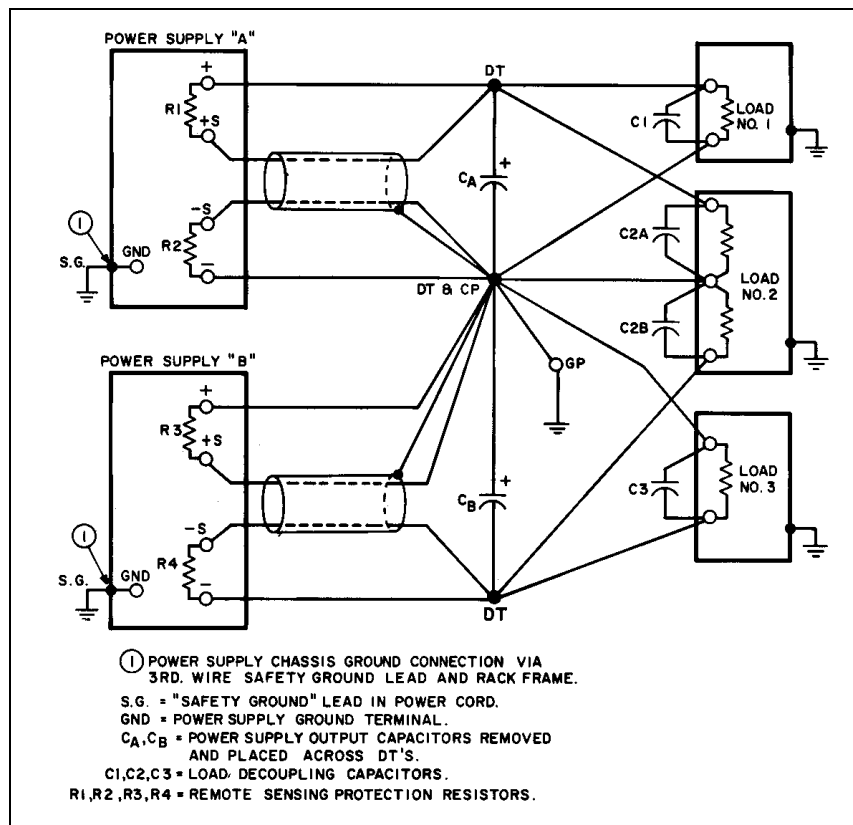 POWER SUPPLY "A"
+
R1
+S
-S
R2
-
1
S.G.
GND
DT
CA
+
DT & CP
C1
LOAD
NO. 1
C2A
C2B
LOAD
NO. 2
GP
POWER SUPPLY "B"
+
R3
+S
-S
R4
-
1
S.G.
GND
CB
+
DT
C3
LOAD
NO. 3
1 POWER SUPPLY CHASSIS GROUND CONNECTION VIA
3RD. WIRE SAFETY GROUND LEAD AND RACK FRAME.
S.G. = "SAFETY GROUND" LEAD IN POWER CORD.
GND = POWER SUPPLY GROUND TERMINAL.
CA,CB = POWER SUPPLY OUTPUT CAPACITORS REMOVED
AND PLACED ACROSS DT'S.
C1,C2,C3 = LOAD DECOUPLING CAPACITORS.
R1,R2,R3,R4 = REMOTE SENSING PROTECTION RESISTORS.